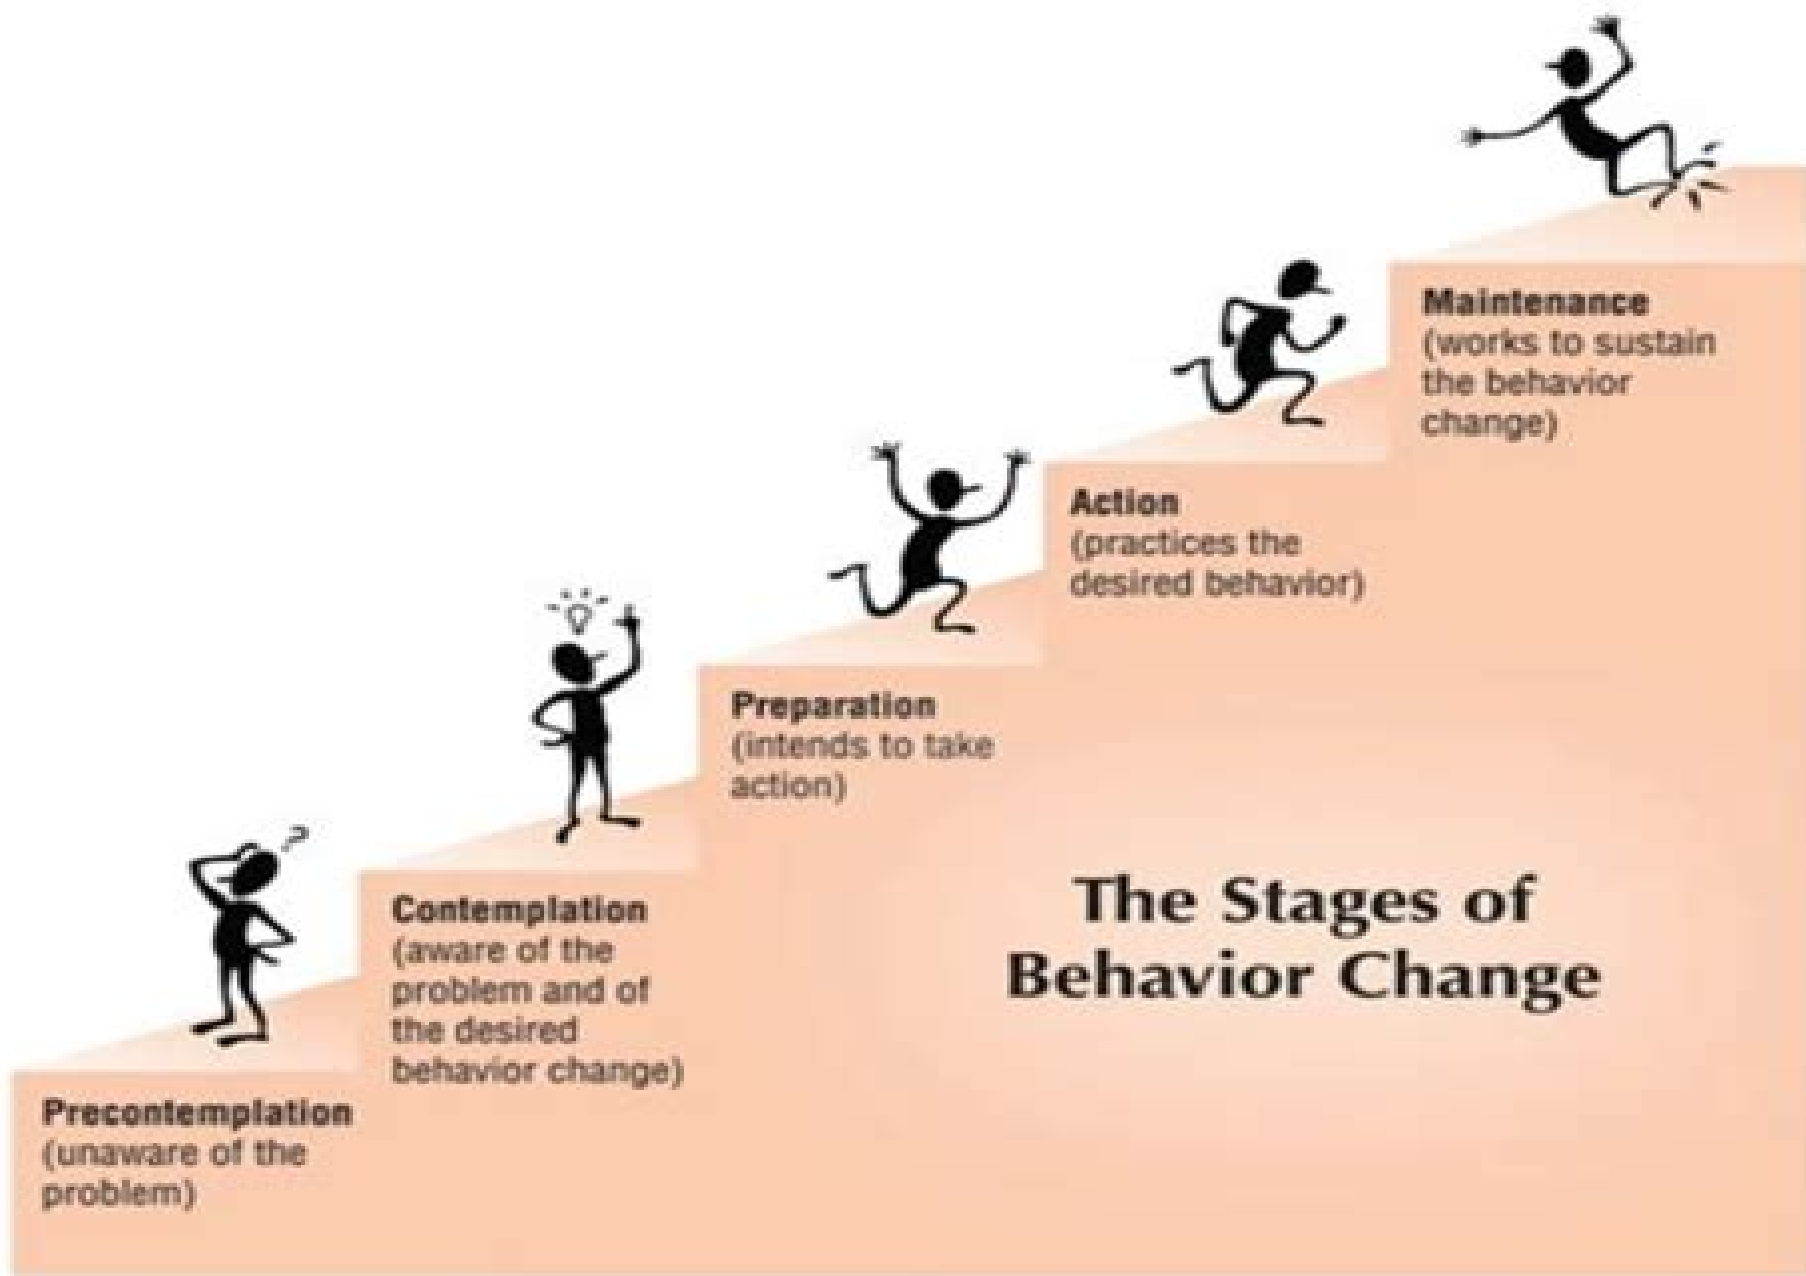 Maintenance
(works to sustain
the behavior
change)
Action
(practices the
desired behavior)
Preparation
(intends to take
action)
Contemplation
(aware of the
problem and of
the desired
behavior change)
Precontemplation
(unaware of the
problem)
The Stages of
Behavior Change
?